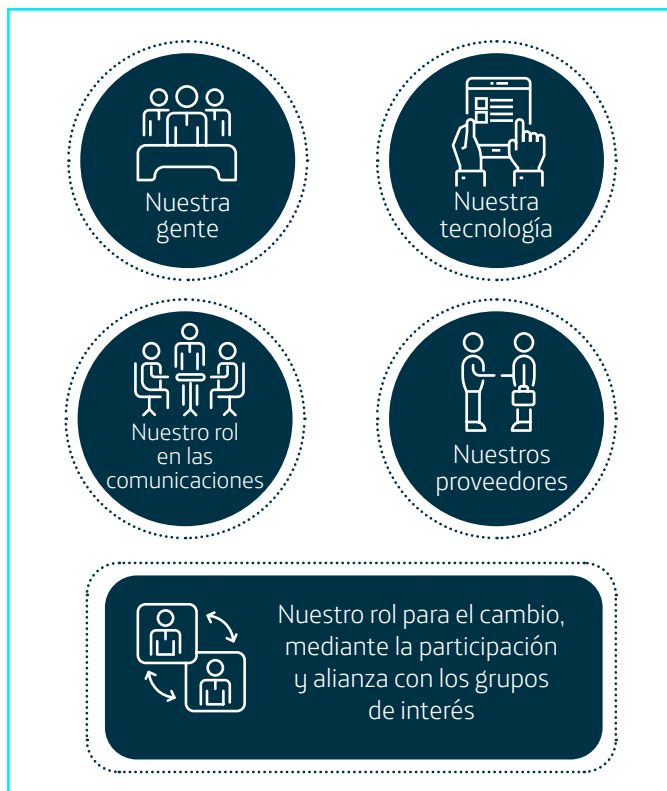 Nuestra
gente
Nuestra
tecnología
Nuestro rol
en las
comunicaciones
Nuestros
proveedores
Nuestro rol para el cambio,
mediante la participación
y alianza con los grupos
de interés